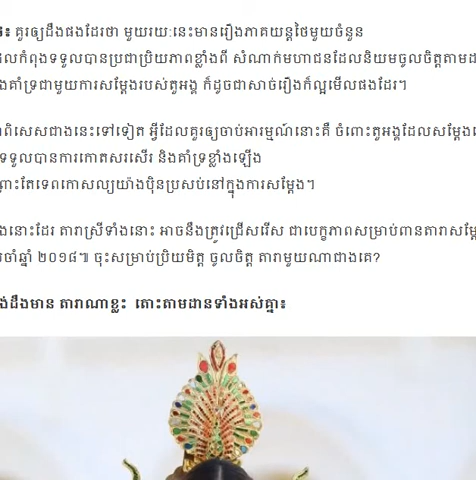 ៖ គួរឲ្យដឹងផងដែរថា មួយរយៈនេះមានរឿងភាគយន្តថៃមួយចំនួន
លកំពុងទទួលបានប្រជាប្រិយភាពខ្លាំងពី សំណាក់មហាជនដែលនិយមចូលចិត្តតាមដ
ងគាំទ្រជាមួយការសម្តែងរបស់តួអង្គ ក៏ដូចជាសាច់រឿងក៏ល្អមើលផងដែរ។
ពិសេសជាងនេះទៅទៀត អ្វីដែលគួរឲ្យចាប់អារម្មណ៍នោះគឺ ចំពោះតួអង្គដែលសម្តែង
ទទួលបានការកោតសរសើរ និងគាំទ្រខ្លាំងឡើង
ព្រោះតែទេពកោសល្យយ៉ាងប៉ិនប្រសប់នៅក្នុងការសម្តែង។
ងនោះដែរ តារាស្រីទាំងនោះ អាចនឹងត្រូវជ្រើសរើស ជាបេក្ខភាពសម្រាប់ពានតារាសម្តែ
ចាំឆ្នាំ ២០១៨៕ ចុះសម្រាប់ប្រិយមិត្ត ចូលចិត្ត តារាមួយណាជាងគេ?
ង់ដឹងមាន តារាណាខ្លះ តោះតាមដានទាំងអស់គ្នា៖